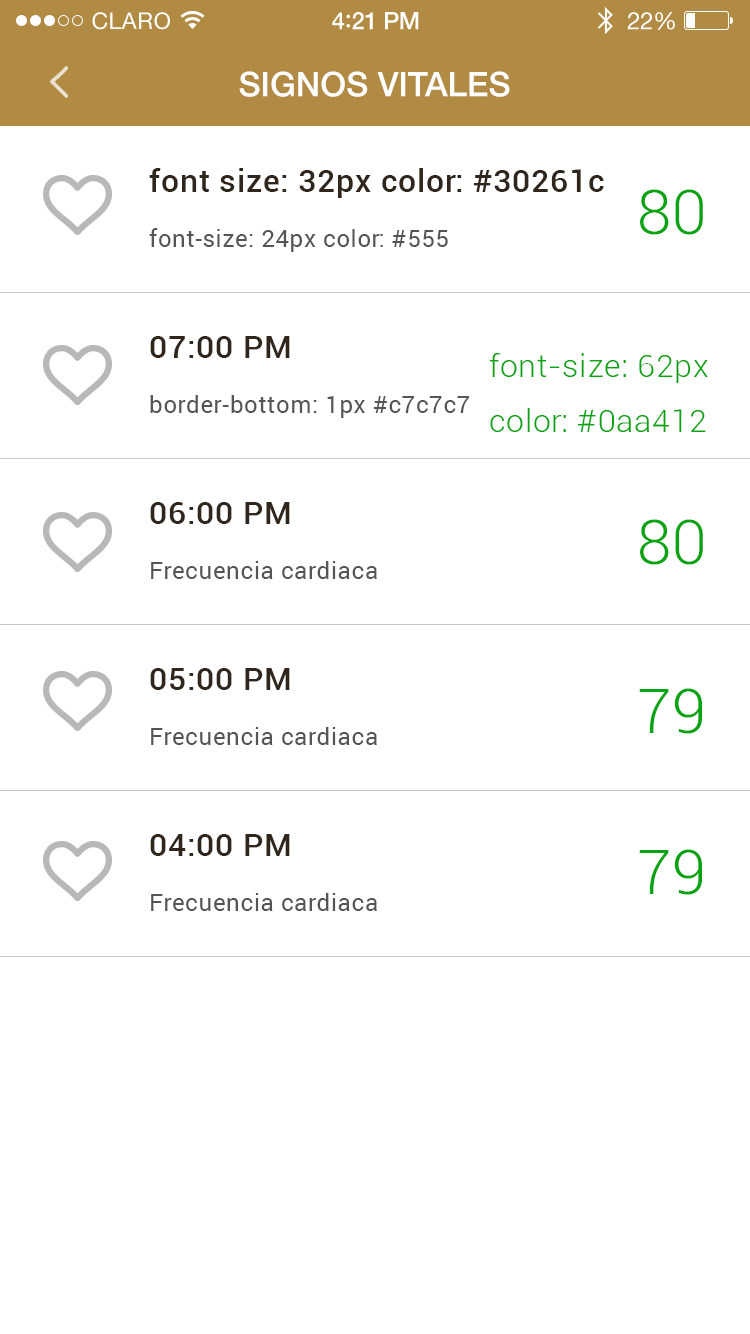 CLARO 4:21 PM 22%
SIGNOS VITALES
font size: 32px color: #30261c
80
font-size: 24px color: #555
07:00 PM
font-size: 62px
border-bottom: 1px #c7c7c7
color: #0aa412
06:00 PM
80
Frecuencia cardiaca
05:00 PM
79
Frecuencia cardiaca
04:00 PM
79
Frecuencia cardiaca